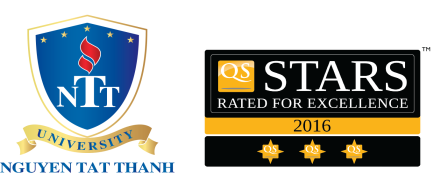 NTT
UNIVERSITY
NGUYEN TAT THANH
QS STARS
TM
RATED FOR EXCELLENCE
2016
QS QS QS